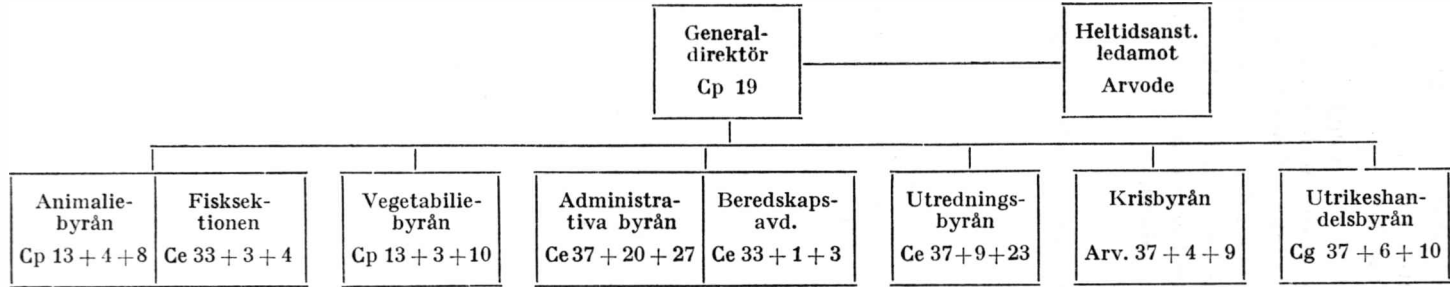 General-
direktör
Cp 19
Heltidsanst.
ledamot
Arvode
Animalie-
byrån
Cp 13 + 4 + 8
Fisksek-
tionen
Ce 33 + 3 + 4
Vegetabilie-
byrån
Cp 13 + 3 + 10
Administra-
tiva byrån
Ce 37 + 20 + 27
Beredskaps-
avd.
Ce 33 + 1 + 3
Utrednings-
byrån
Ce 37+9+23
Krisbyrån
Arv. 37 + 4 + 9
Utrikeshan-
delsbyrån
Cg 37 + 6 + 10